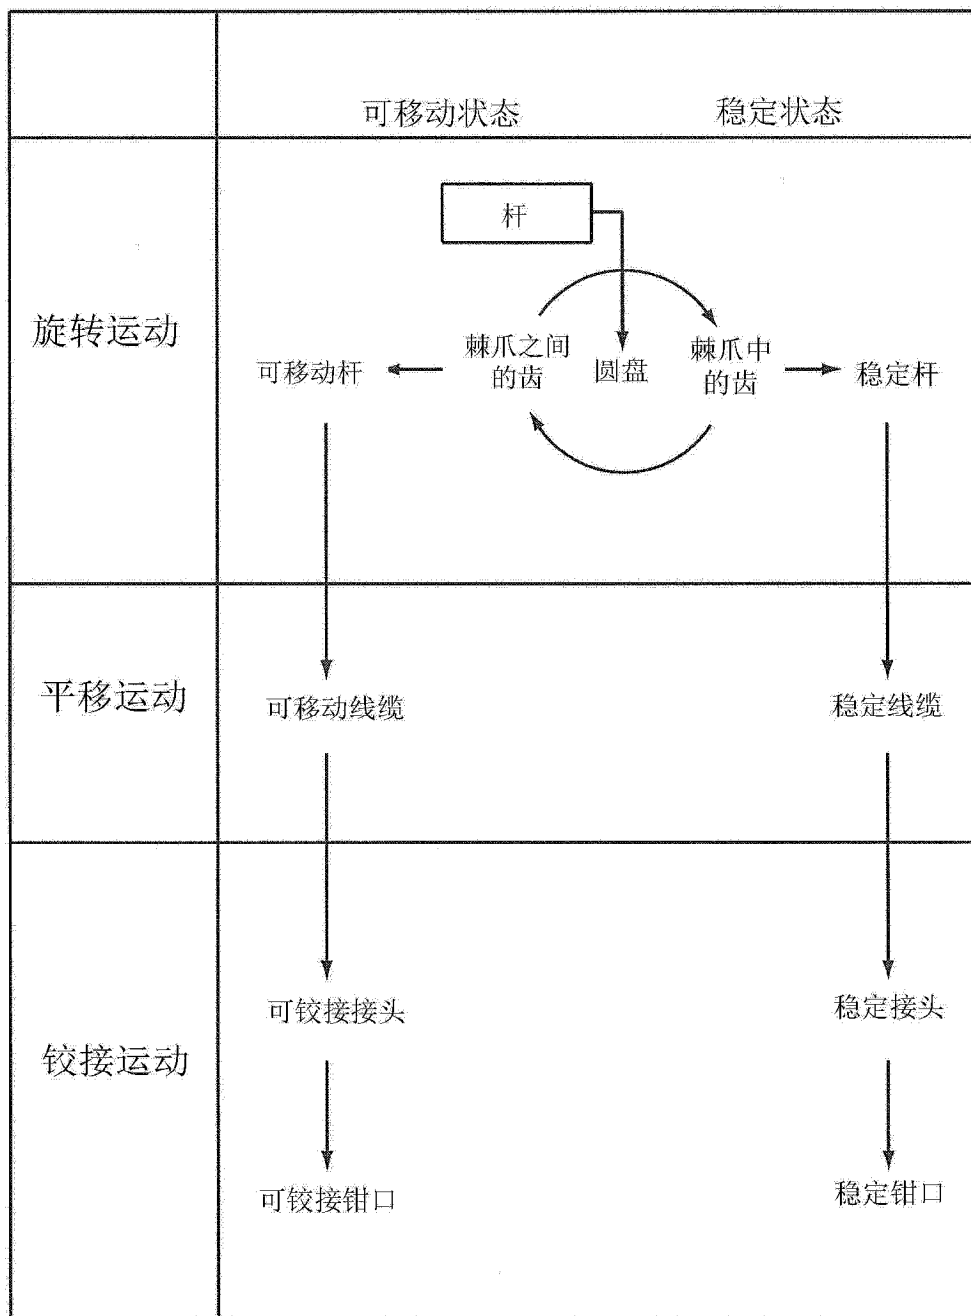 可移动状态
稳定状态
杆
旋转运动
可移动杆
棘爪之间
的齿
圆盘
棘爪中
的齿
稳定杆
平移运动
可移动线缆
稳定线缆
可铰接接头
稳定接头
铰接运动
可铰接钳口
稳定钳口